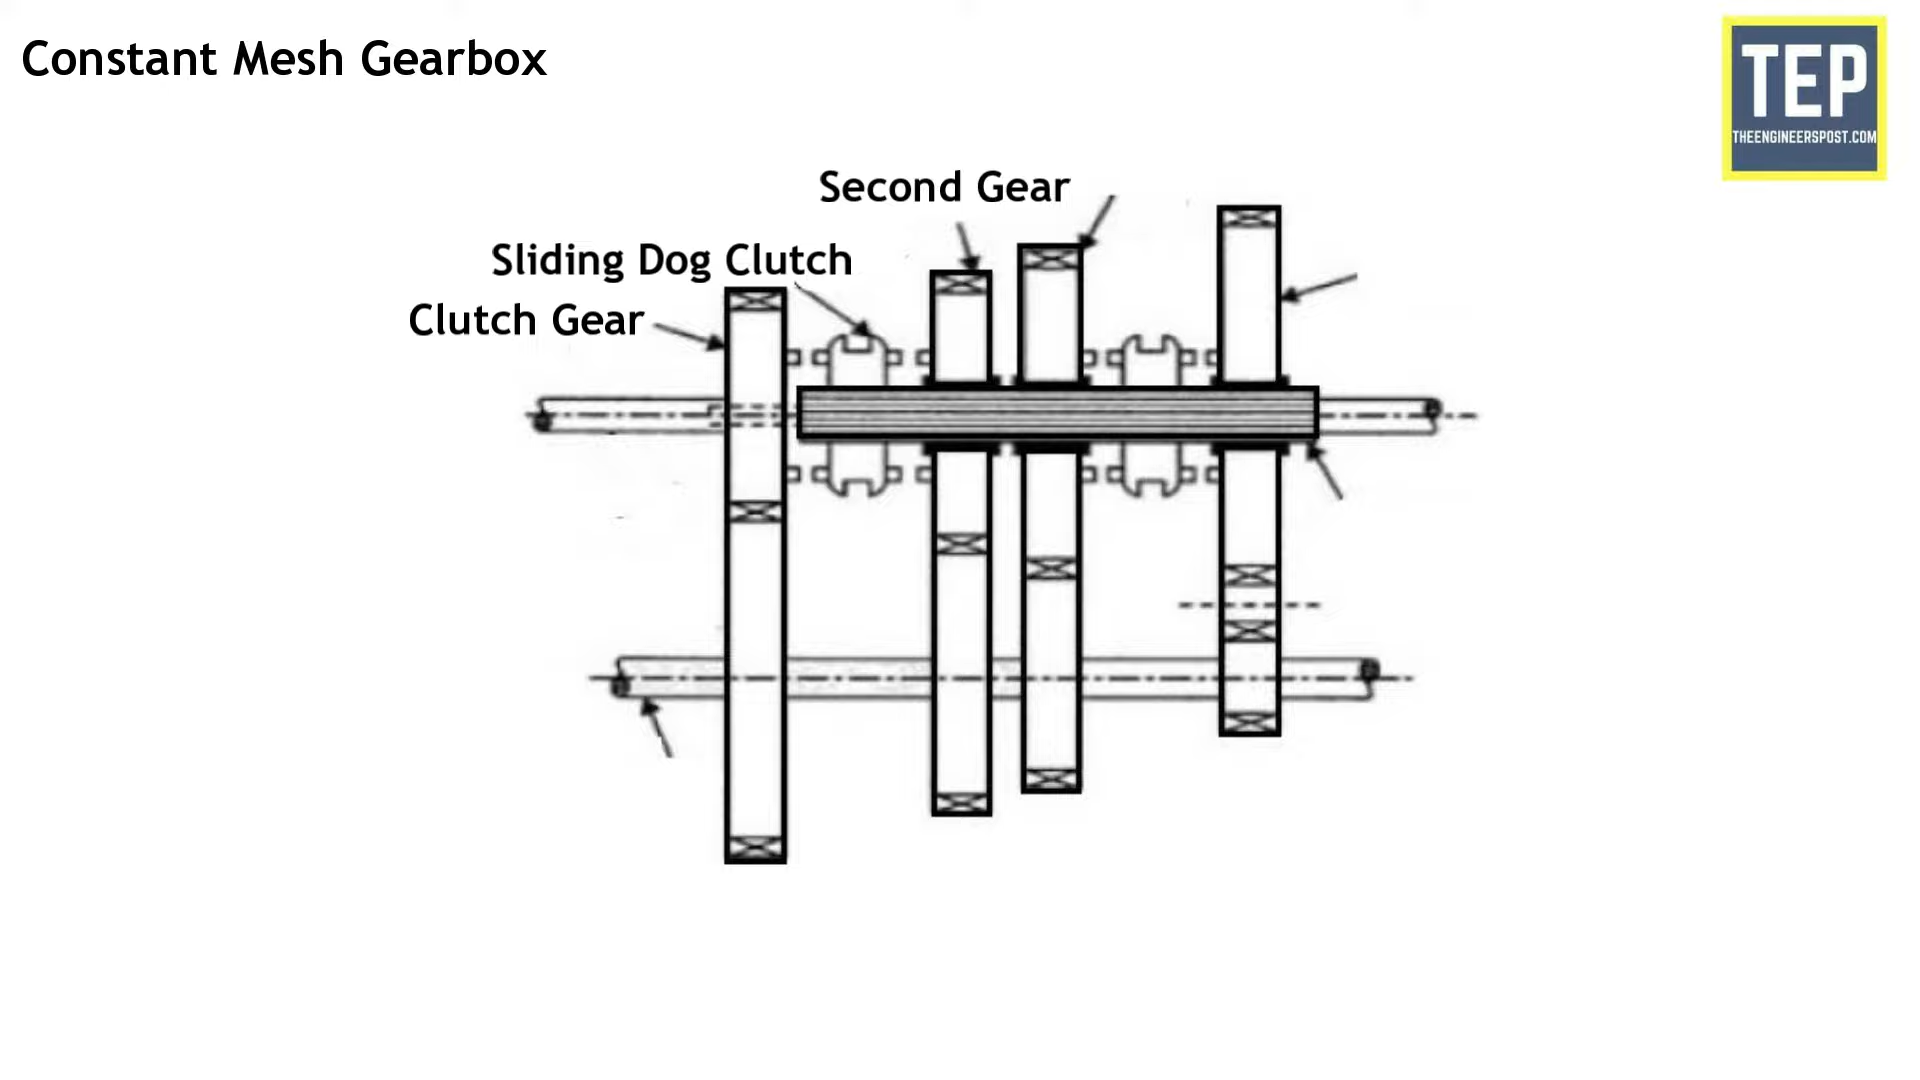 Constant Mesh Gearbox
TEP
THEENGINEERSPOST.COM
Second Gear
Sliding Dog Clutch
Clutch Gear